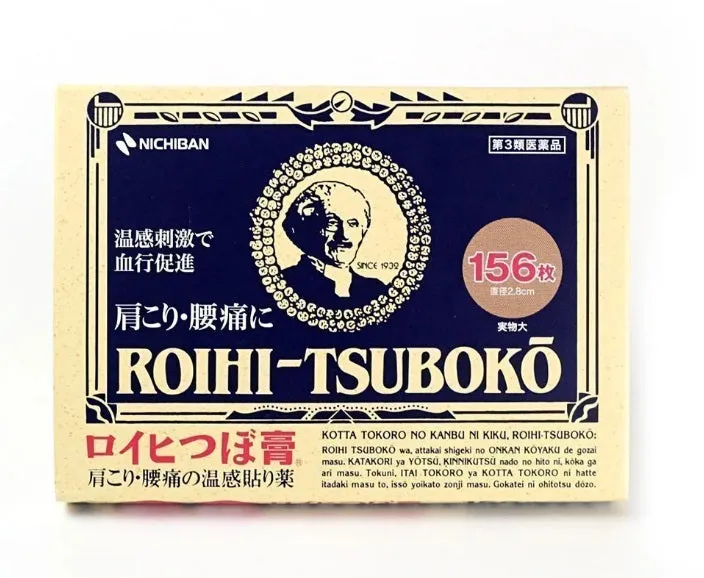 NICHIBAN
第3類医薬品
温感刺激で
血行促進
SINCE 1932
156枚
直径2.8cm
実物大
肩こり・腰痛に
ROIHI-TSUBOKŌ
ロイヒつぼ膏®
肩こり・腰痛の温感貼り薬
KOTTA TOKORO NO KANBU NI KIKU, ROIHI-TSUBOKŌ:
ROIHI TSUBOKŌ wa, attakai shigeki no ONKAN KŌYAKU de gozai
masu. KATAKORI ya YŌTSU, KINNIKUTSŪ nado no hito ni, kōka ga
ari masu. Tokuni, ITAI TOKORO ya KOTTA TOKORO ni hatte
itadaki masu to, issō yoikato zonji masu. Gokatei ni ohitotsu dōzo.